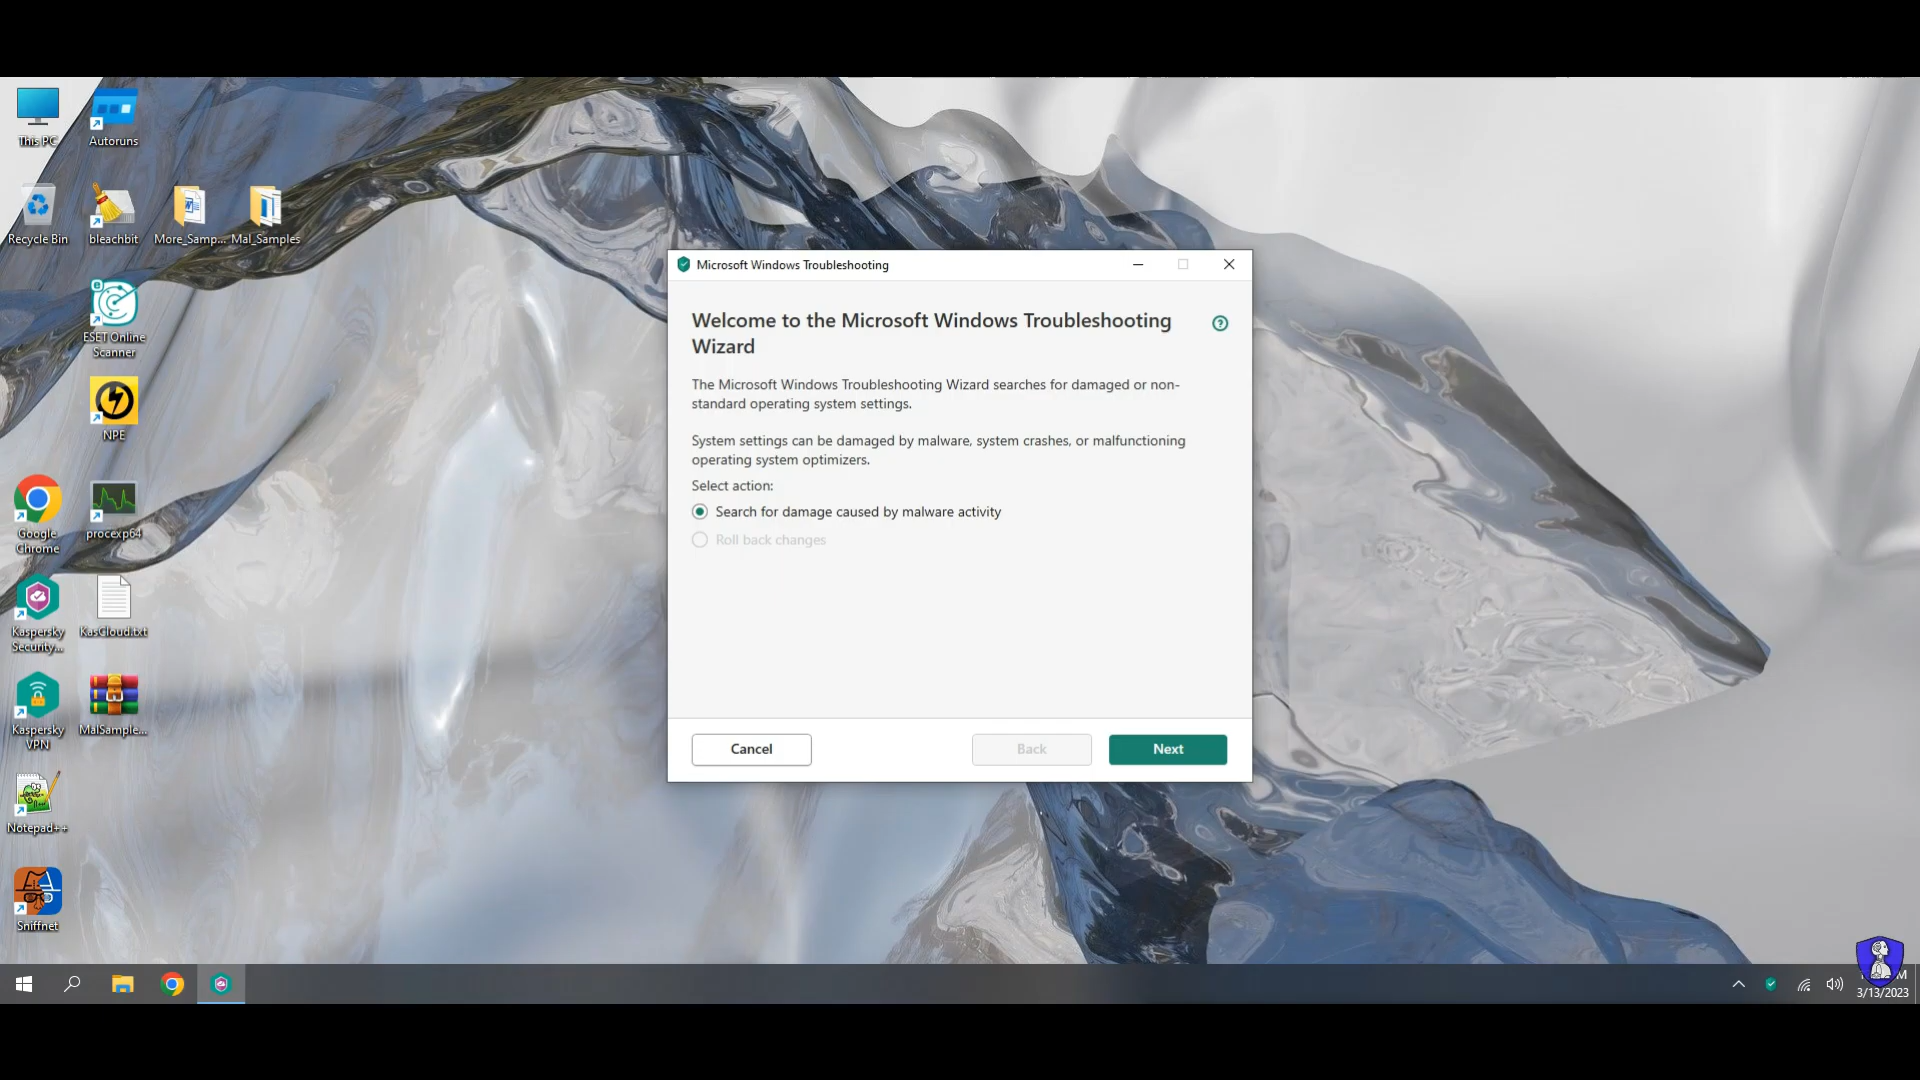 This PC
Autoruns
Recycle Bin
bleachbit
More_Samp...
Mal_Samples
ESET Online
Scanner
NPE
Google
Chrome
procexp64
Kaspersky
Security...
KasCloud.txt
Kaspersky
VPN
MalSample...
Notepad++
Sniffnet
Microsoft Windows Troubleshooting
Welcome to the Microsoft Windows Troubleshooting
Wizard
The Microsoft Windows Troubleshooting Wizard searches for damaged or non-
standard operating system settings.
System settings can be damaged by malware, system crashes, or malfunctioning
operating system optimizers.
Select action:
Search for damage caused by malware activity
Roll back changes
Cancel
Back
Next
3/13/2023